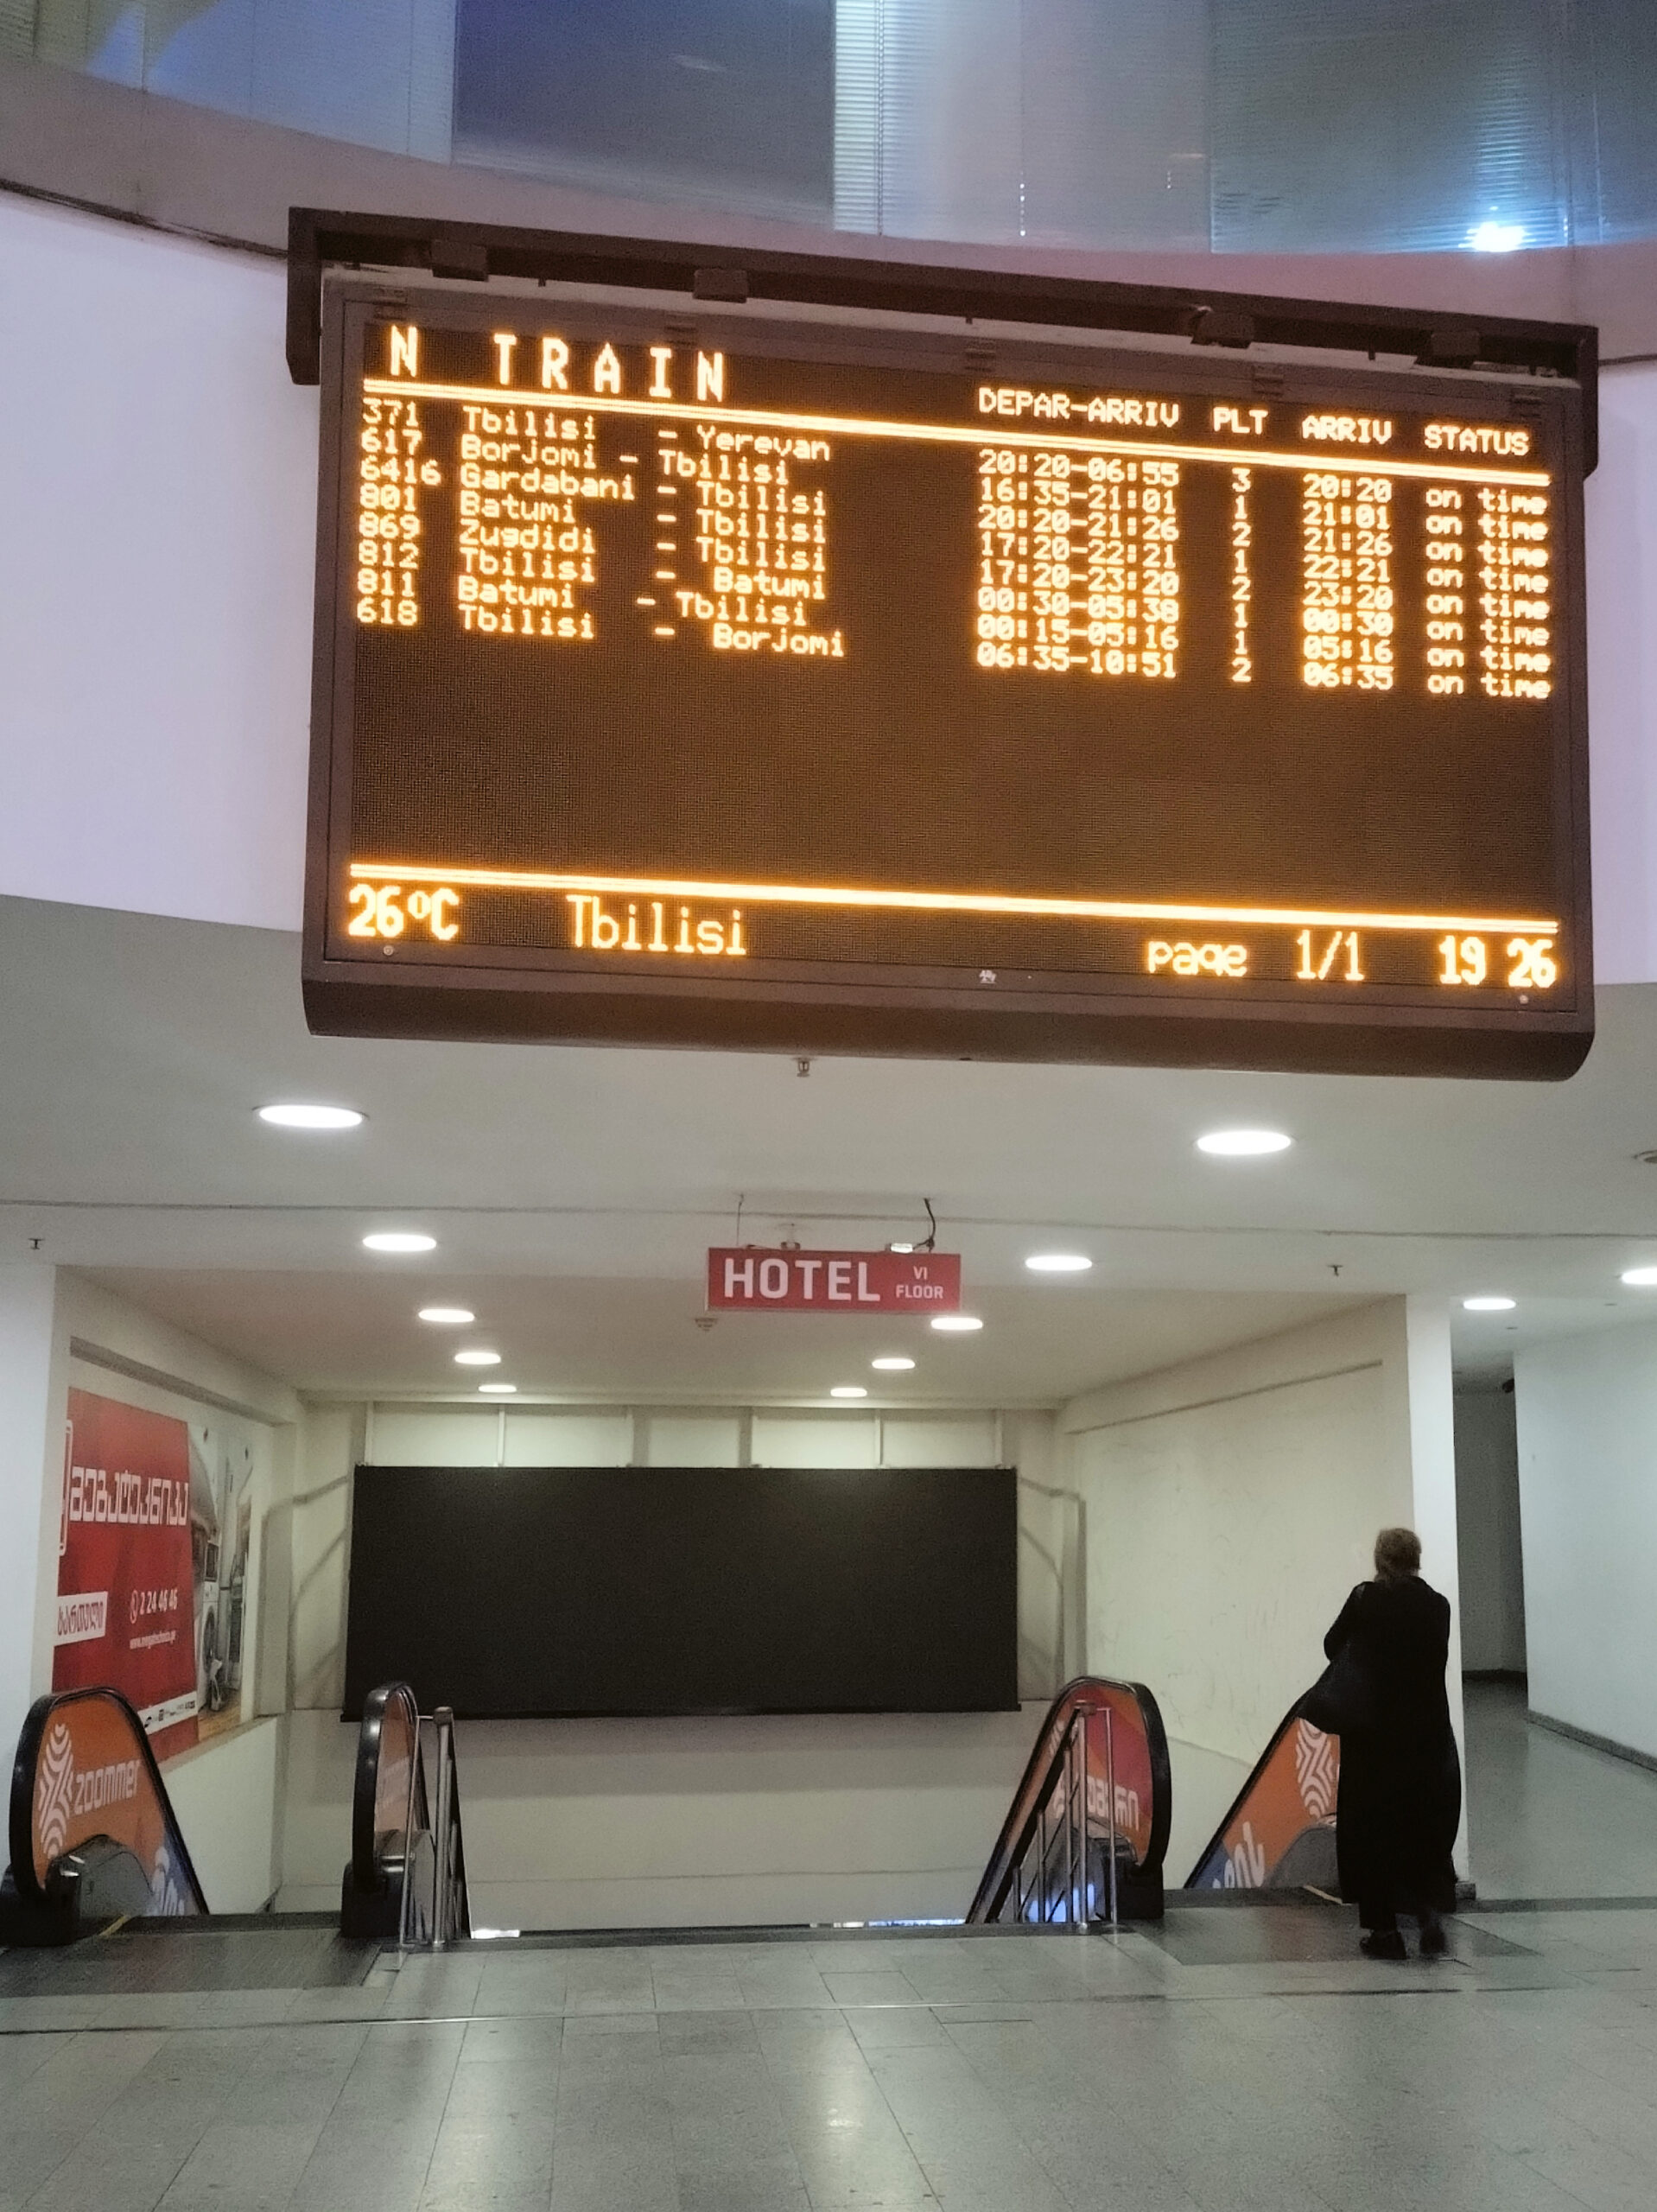 N TRAIN DEPAR-ARRIV PLT ARRIV STATUS
371 Tbilisi - Yerevan 20:20-06:55 3 20:20 on time
617 Borjomi - Tbilisi 16:35-21:01 1 21:01 on time
6416 Gardabani - Tbilisi 20:20-21:26 2 21:26 on time
801 Batumi - Tbilisi 17:20-22:21 1 22:21 on time
869 Zugdidi - Tbilisi 17:20-23:20 2 23:20 on time
812 Tbilisi - Batumi 00:30-05:38 1 00:30 on time
811 Batumi - Tbilisi 00:15-05:16 1 05:16 on time
618 Tbilisi - Borjomi 06:35-10:51 2 06:35 on time
26°C Tbilisi page 1/1 19 26
HOTEL VI FLOOR
მეგატექნიკა
2 24 46 46
www.megatechnica.ge
zoommer